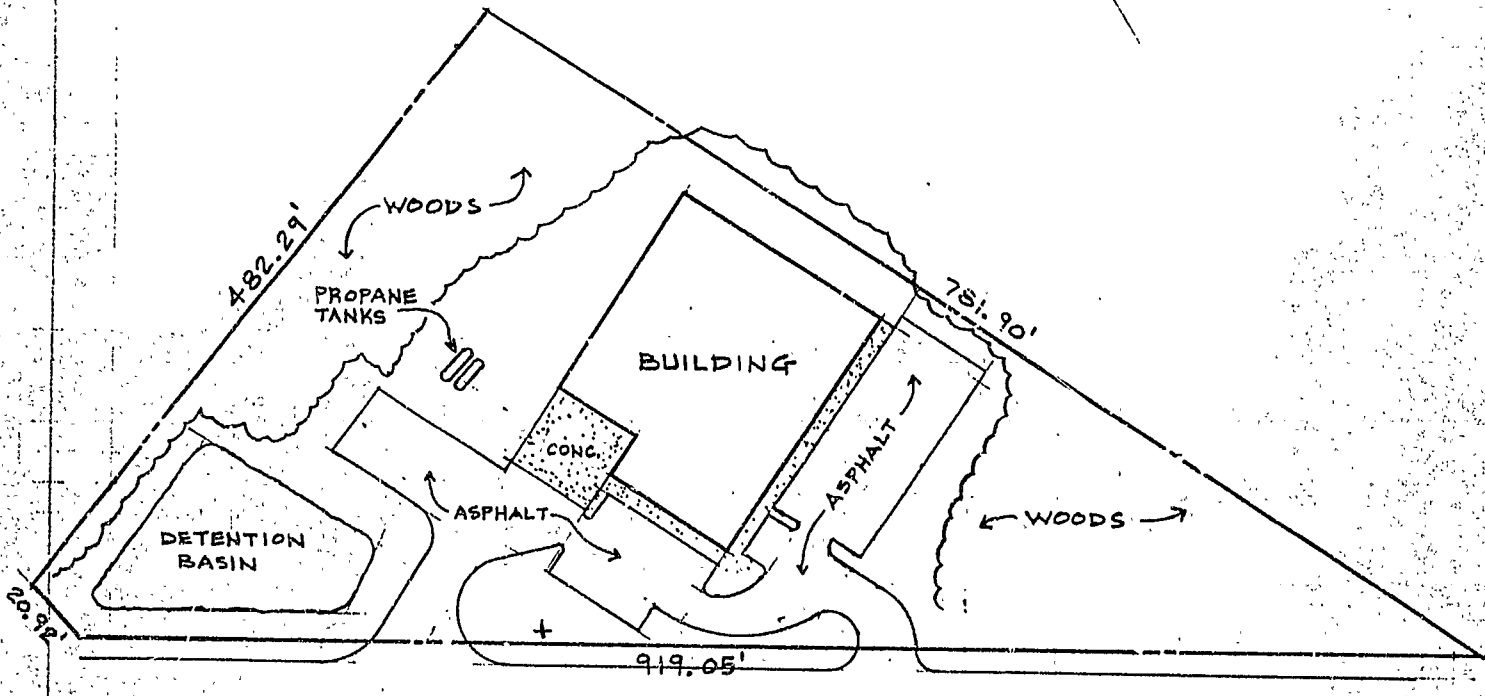 WOODS
482.29'
PROPANE
TANKS
781.90'
BUILDING
CONC.
ASPHALT
ASPHALT
WOODS
DETENTION
BASIN
20.92'
919.05'